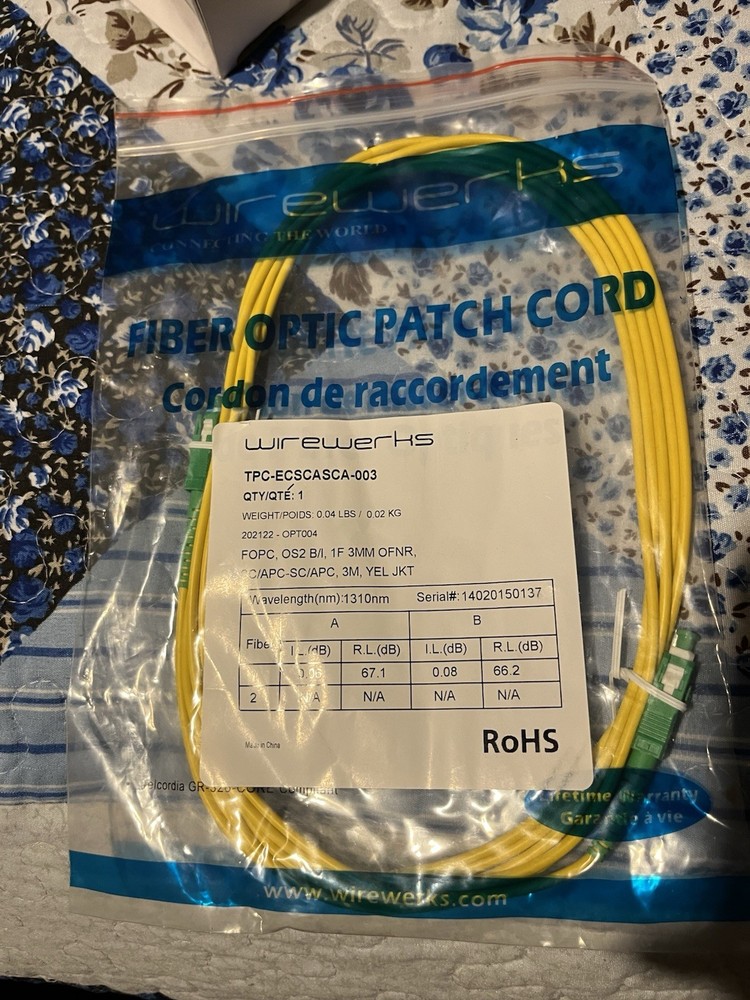 wirewerks
CONNECTING THE WORLD
FIBER OPTIC PATCH CORD
Cordon de raccordement
wirewerks
TPC-ECSCASCA-003
QTY/QTÉ: 1
WEIGHT/POIDS: 0.04 LBS / 0.02 KG
202122 - OPT004
FOPC, OS2 B/I, 1F 3MM OFNR,
SC/APC-SC/APC, 3M, YEL JKT
Wavelength(nm):1310nm Serial#:14020150137
Fiber A B
I.L.(dB) R.L.(dB) I.L.(dB) R.L.(dB)
67.1 0.08 66.2
2 N/A N/A N/A N/A
Made in China
RoHS
Compliant
Lifetime Warranty
Garantie à vie
www.wirewerks.com